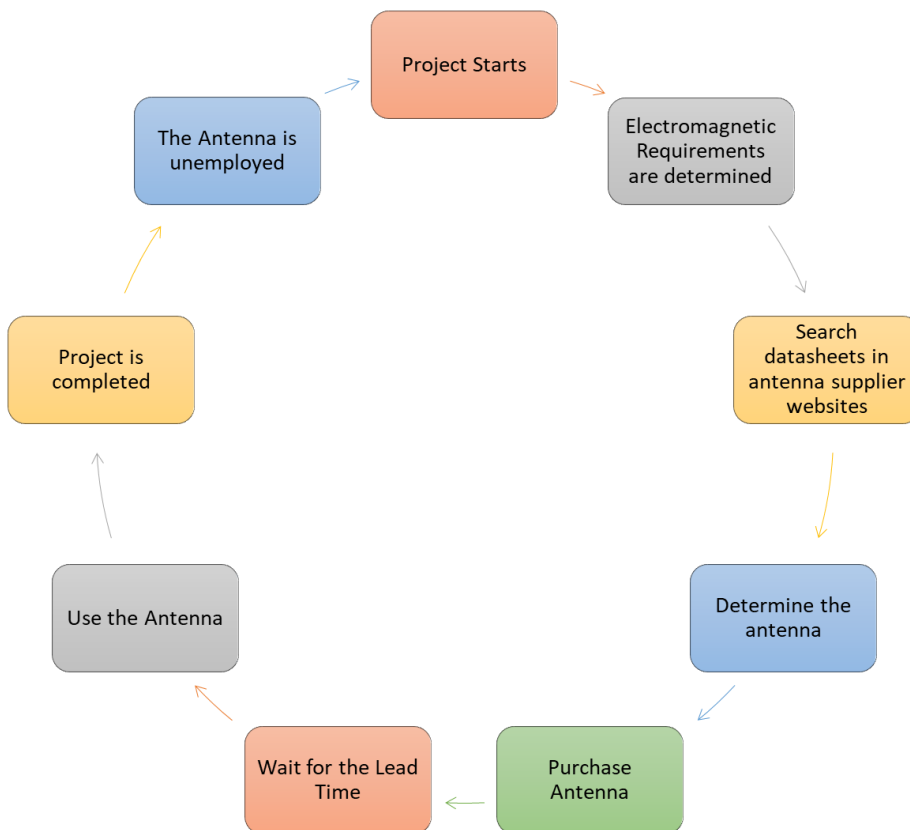 Project Starts
Electromagnetic
Requirements
are determined
Search
datasheets in
antenna supplier
websites
Determine the
antenna
Purchase
Antenna
Wait for the Lead
Time
Use the Antenna
Project is
completed
The Antenna is
unemployed